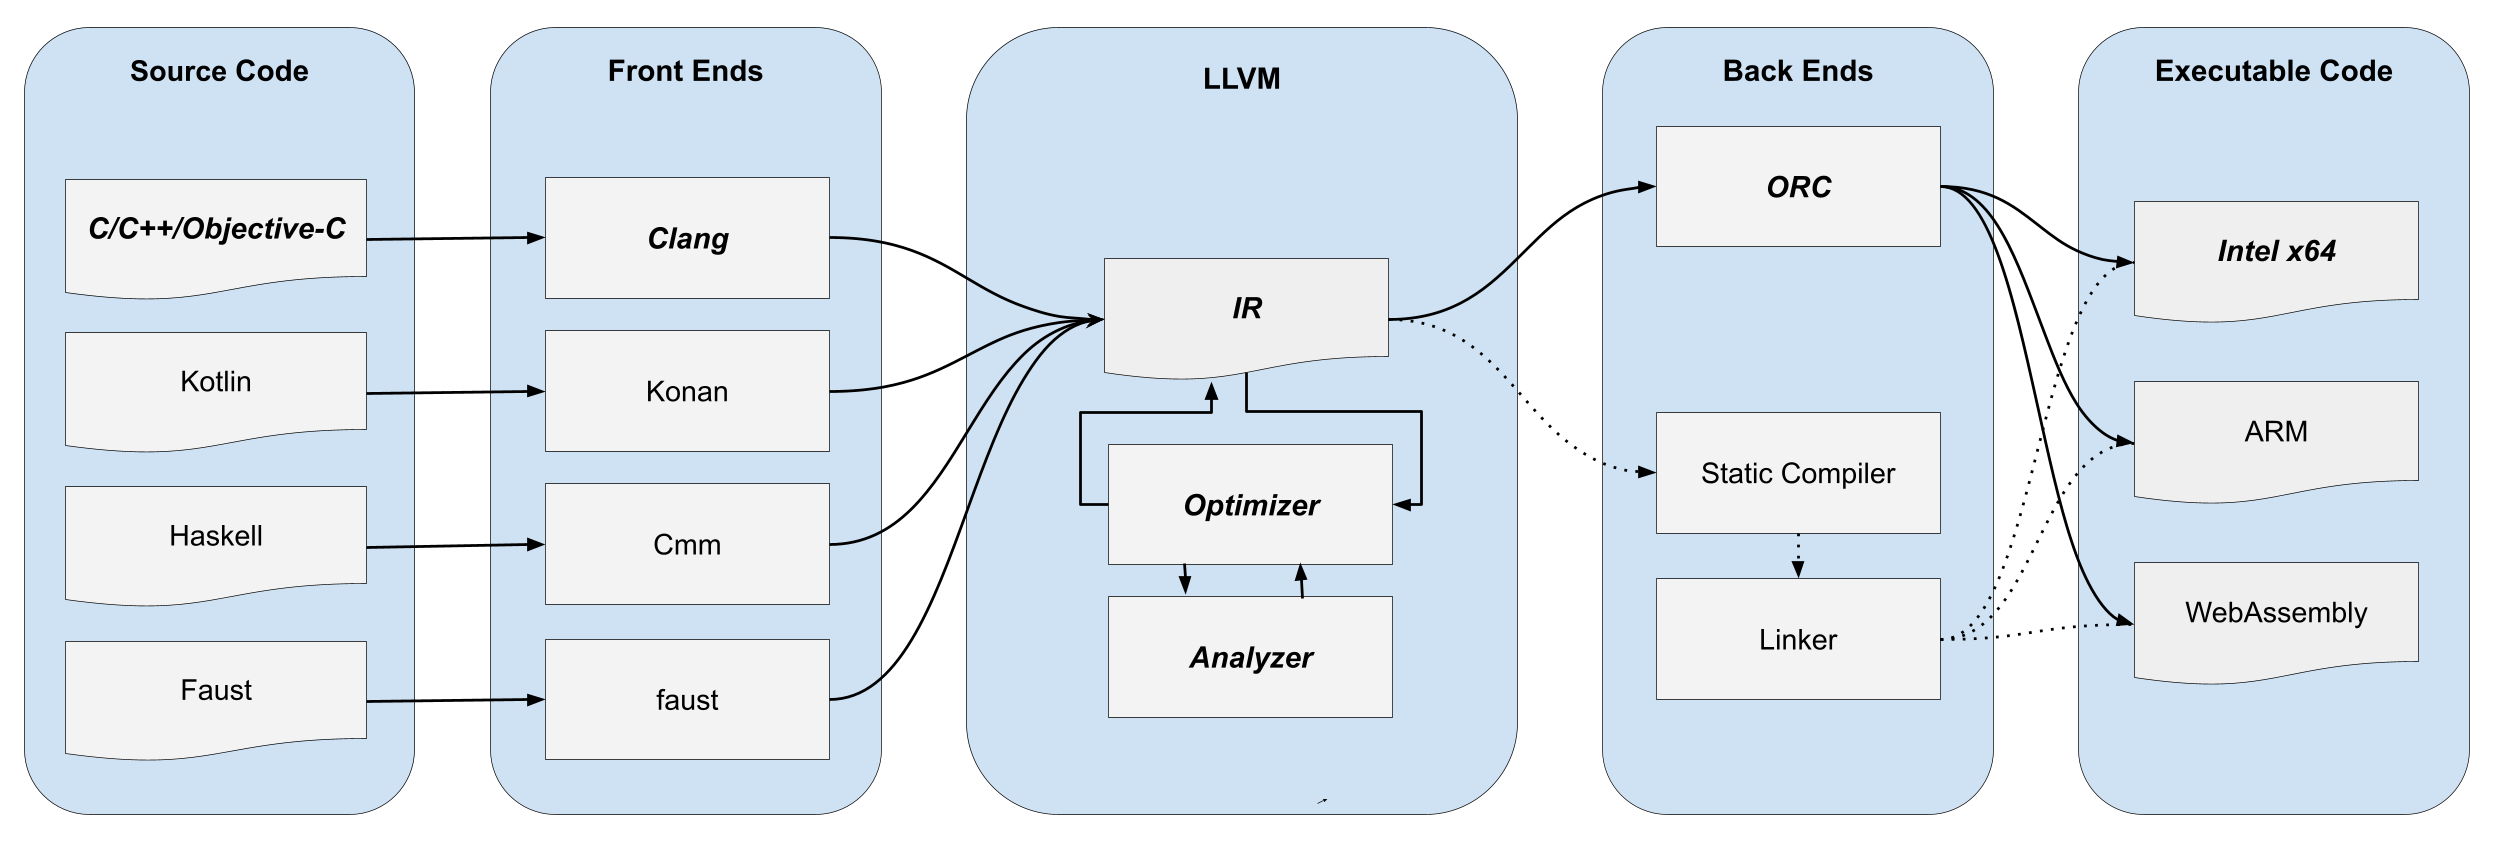 Source Code
C/C++/Objective-C
Kotlin
Haskell
Faust
Front Ends
Clang
Konan
Cmm
faust
LLVM
IR
Optimizer
Analyzer
Back Ends
ORC
Static Compiler
Linker
Executable Code
Intel x64
ARM
WebAssembly